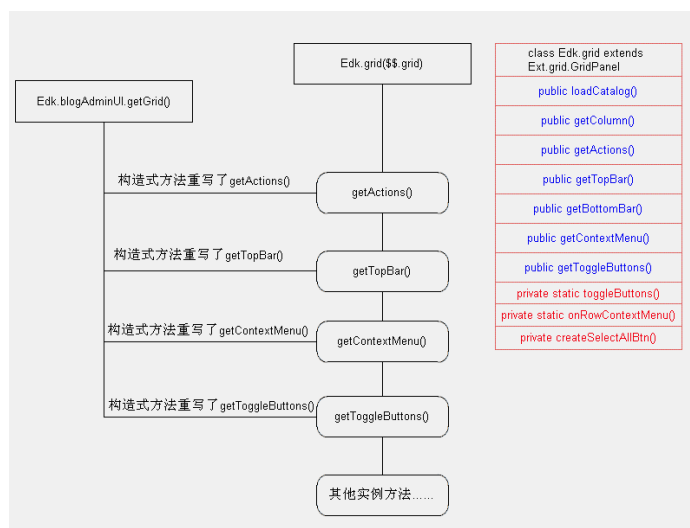 Edk.blogAdminUI.getGrid()
Edk.grid($$.grid)
构造式方法重写了getActions()
getActions()
构造式方法重写了getTopBar()
getTopBar()
构造式方法重写了getContextMenu()
getContextMenu()
构造式方法重写了getToggleButtons()
getToggleButtons()
其他实例方法……
class Edk.grid extends
Ext.grid.GridPanel
public loadCatalog()
public getColumn()
public getActions()
public getTopBar()
public getBottomBar()
public getContextMenu()
public getToggleButtons()
private static toggleButtons()
private static onRowContextMenu()
private createSelectAllBtn()